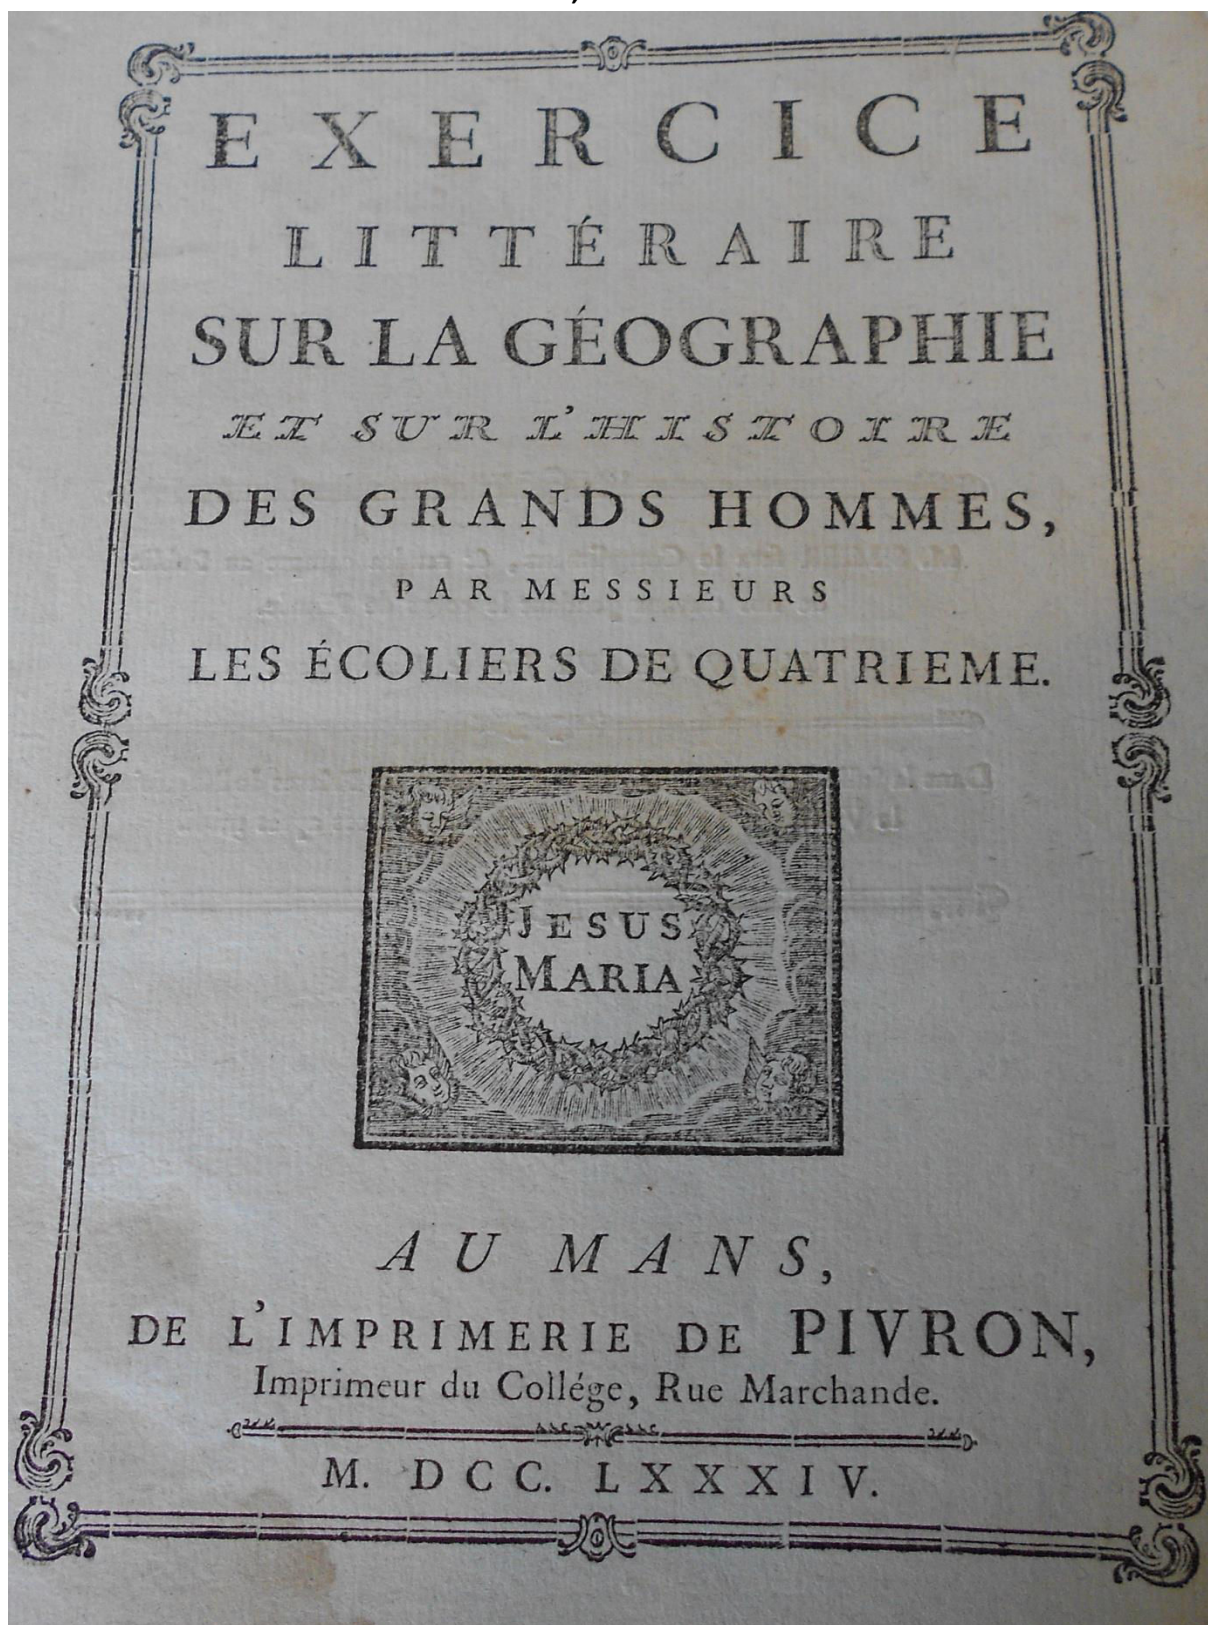 EXERCICE
LITTÉRAIRE
SUR LA GÉOGRAPHIE
ET SUR L'HISTOIRE
DES GRANDS HOMMES,
PAR MESSIEURS
LES ÉCOLIERS DE QUATRIEME.
JESUS
MARIA
AU MANS,
DE L'IMPRIMERIE DE PIVRON,
Imprimeur du Collége, Rue Marchande.
M. DCC. LXXXIV.